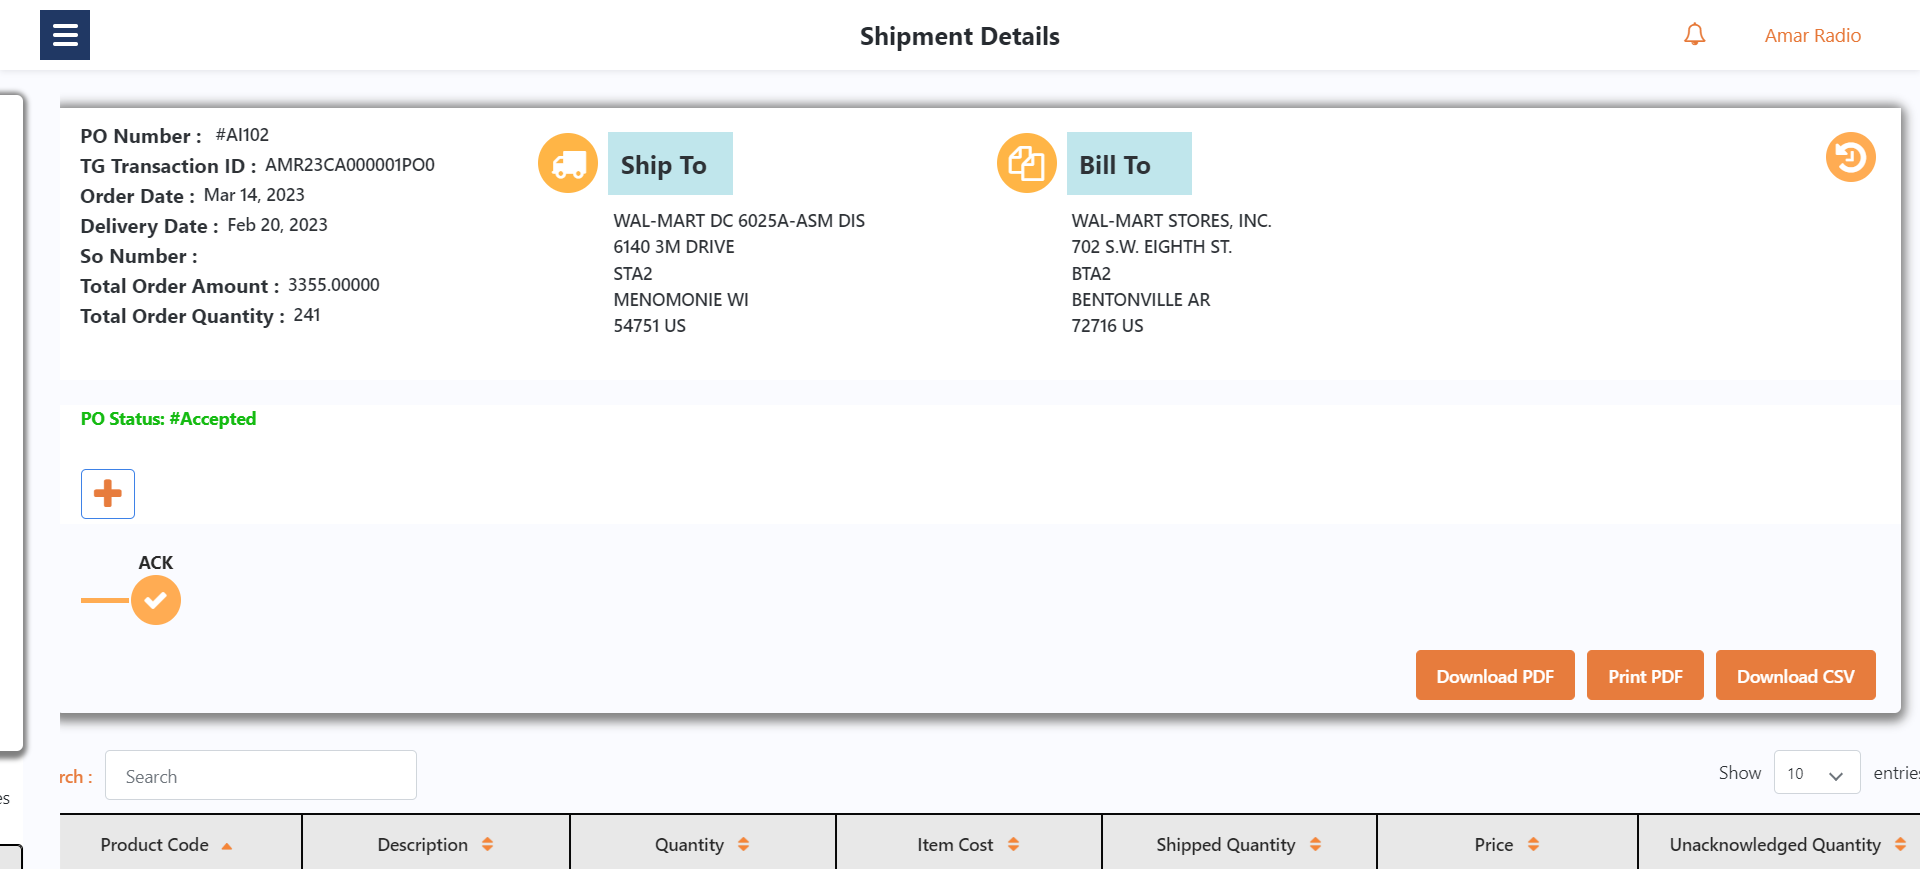 Shipment Details
Amar Radio
PO Number : #AI102
TG Transaction ID : AMR23CA000001PO0
Order Date : Mar 14, 2023
Delivery Date : Feb 20, 2023
So Number :
Total Order Amount : 3355.00000
Total Order Quantity : 241
Ship To
WAL-MART DC 6025A-ASM DIS
6140 3M DRIVE
STA2
MENOMONIE WI
54751 US
Bill To
WAL-MART STORES, INC.
702 S.W. EIGHTH ST.
BTA2
BENTONVILLE AR
72716 US
PO Status: #Accepted
ACK
Download PDF Print PDF Download CSV
rch : Search
Show 10 entries
es
Product Code Description Quantity Item Cost Shipped Quantity Price Unacknowledged Quantity